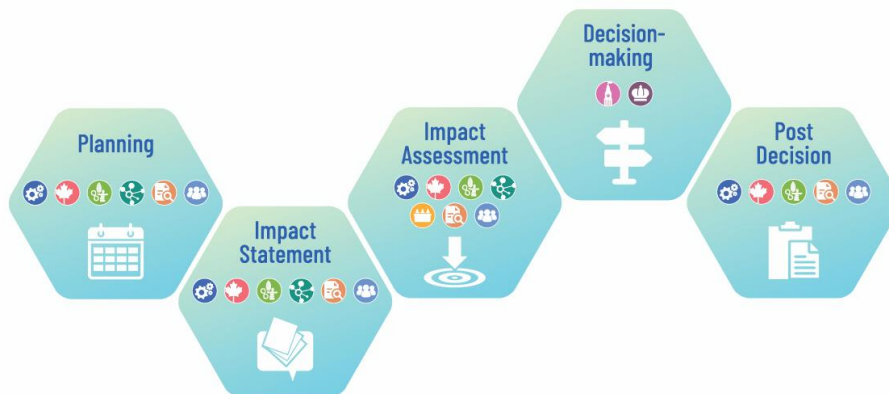 Planning
Impact
Statement
Impact
Assessment
Decision-
making
Post
Decision